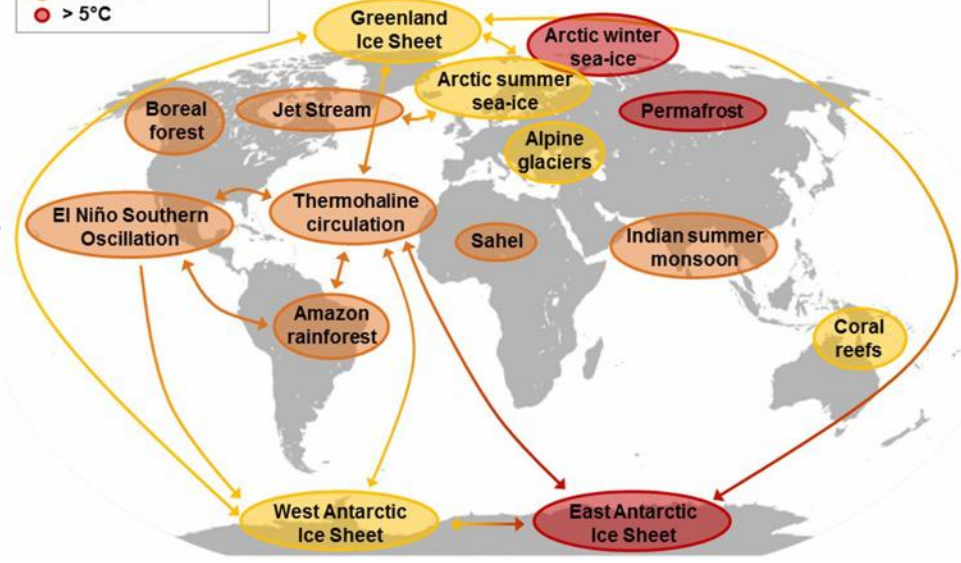 > 5°C
Greenland
Ice Sheet
Arctic winter
sea-ice
Arctic summer
sea-ice
Boreal
forest
Jet Stream
Permafrost
Alpine
glaciers
El Niño Southern
Oscillation
Thermohaline
circulation
Sahel
Indian summer
monsoon
Amazon
rainforest
Coral
reefs
West Antarctic
Ice Sheet
East Antarctic
Ice Sheet